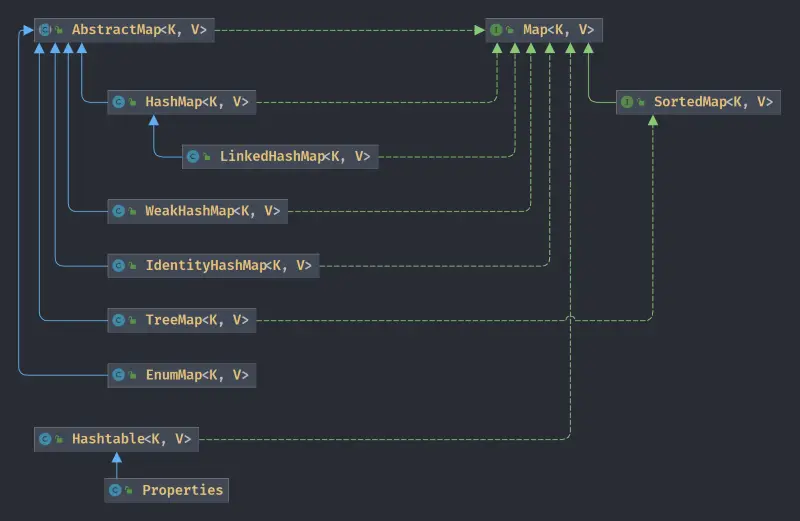 AbstractMap<K, V>
Map<K, V>
HashMap<K, V>
SortedMap<K, V>
LinkedHashMap<K, V>
WeakHashMap<K, V>
IdentityHashMap<K, V>
TreeMap<K, V>
EnumMap<K, V>
Hashtable<K, V>
Properties